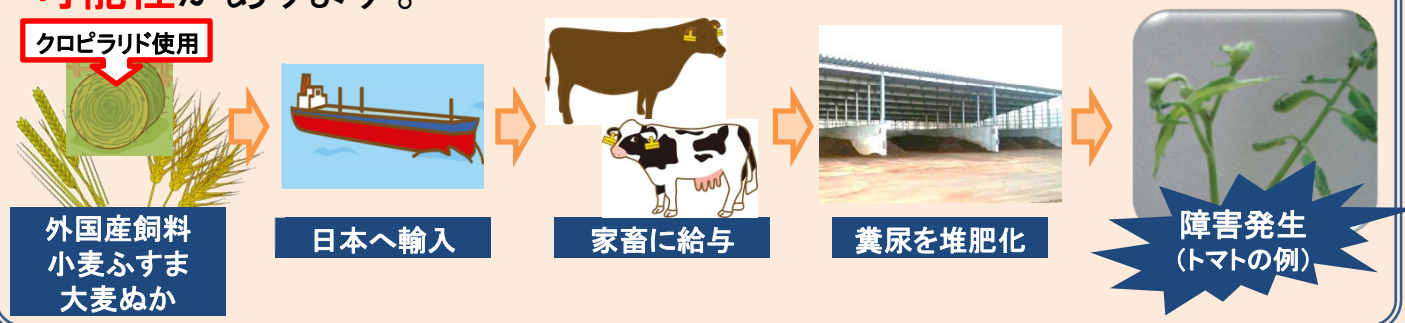 可能性があります。
クロピラリド使用
外国産飼料
小麦ふすま
大麦ぬか
日本へ輸入
家畜に給与
糞尿を堆肥化
障害発生
(トマトの例)